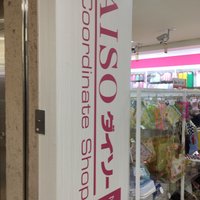 AISO ダイソー
Coordinate Shop